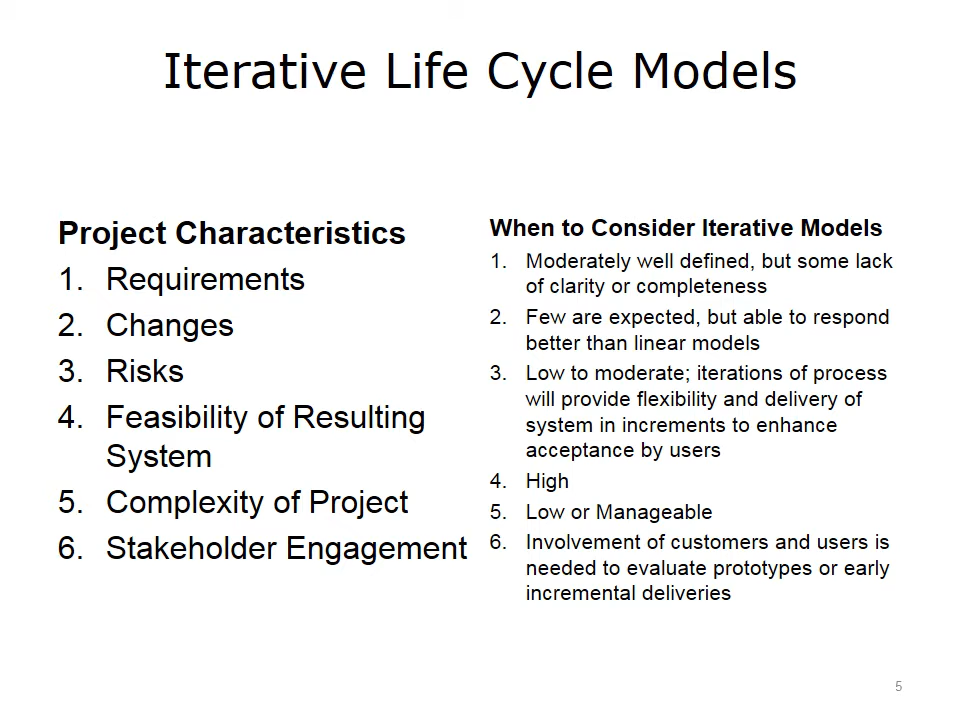 Iterative Life Cycle Models
Project Characteristics
1. Requirements
2. Changes
3. Risks
4. Feasibility of Resulting
System
5. Complexity of Project
6. Stakeholder Engagement
When to Consider Iterative Models
1. Moderately well defined, but some lack
of clarity or completeness
2. Few are expected, but able to respond
better than linear models
3. Low to moderate; iterations of process
will provide flexibility and delivery of
system in increments to enhance
acceptance by users
4. High
5. Low or Manageable
6. Involvement of customers and users is
needed to evaluate prototypes or early
incremental deliveries
5